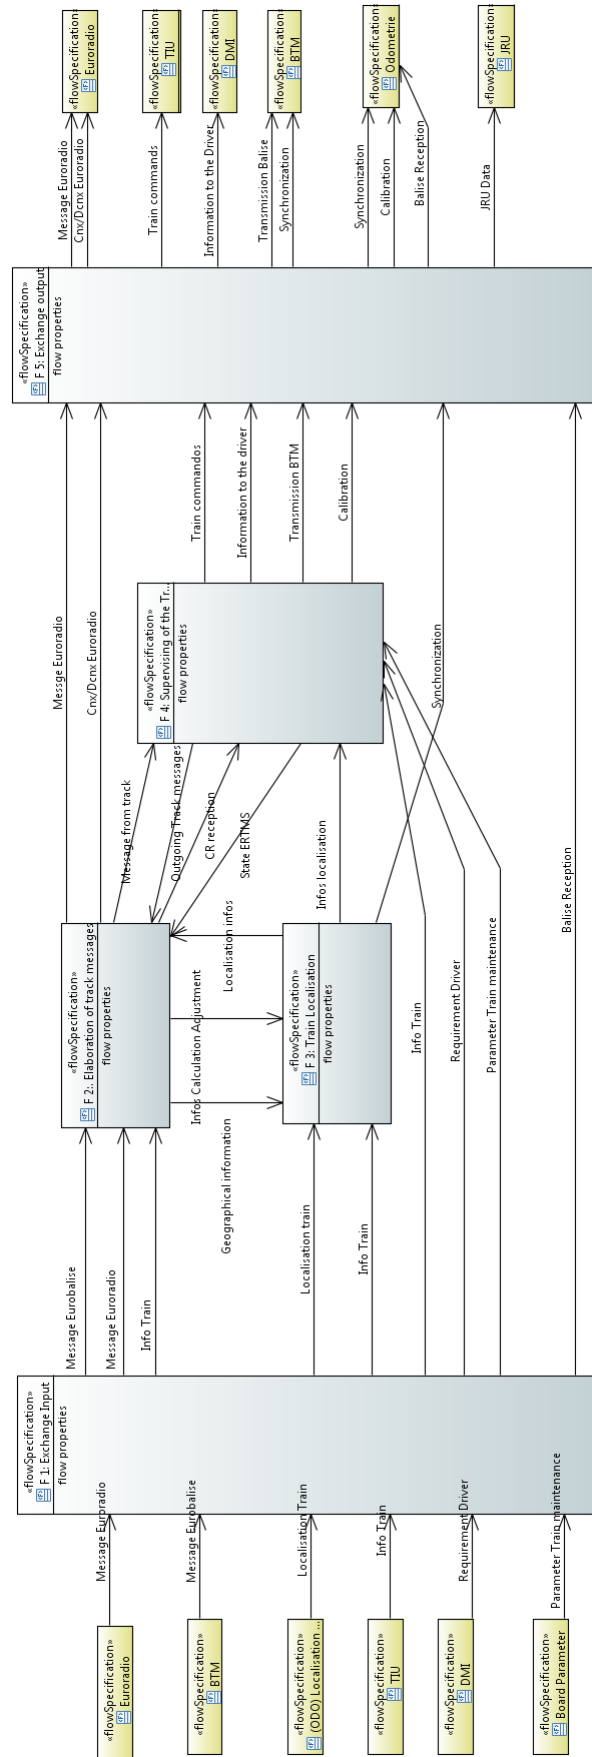 «flowSpecification»
Euroradio
«flowSpecification»
BTM
«flowSpecification»
(ODO) Localisation ...
«flowSpecification»
TIU
«flowSpecification»
DMI
«flowSpecification»
Board Parameter
Message Euroradio
Message Eurobalise
Localisation Train
Info Train
Requirement Driver
Parameter Train maintenance
«flowSpecification»
F 1: Exchange Input
flow properties
Message Eurobalise
Message Euroradio
Info Train
Localisation train
Info Train
Info Train
Requirement Driver
Parameter Train maintenance
Balise Reception
«flowSpecification»
F 2:. Elaboration of track messages
flow properties
Geographical information
Infos Calculation Adjustment
Localisation infos
«flowSpecification»
F 3: Train Localisation
flow properties
Message from track
Outgoing Track messages
CR reception
State ERTMS
Infos localisation
Synchronization
«flowSpecification»
F 4: Supervising of the Tr...
flow properties
Messge Euroradio
Cnx/Dcnx Euroradio
Train commandos
Information to the driver
Transmission BTM
Calibration
«flowSpecification»
F 5: Exchange output
flow properties
Message Euroradio
Cnx/Dcnx Euroradio
Train commands
Information to the Driver
Transmission Balise
Synchronization
Synchronization
Calibration
Balise Reception
JRU Data
«flowSpecification»
Euroradio
«flowSpecification»
TIU
«flowSpecification»
DMI
«flowSpecification»
BTM
«flowSpecification»
Odometrie
«flowSpecification»
JRU